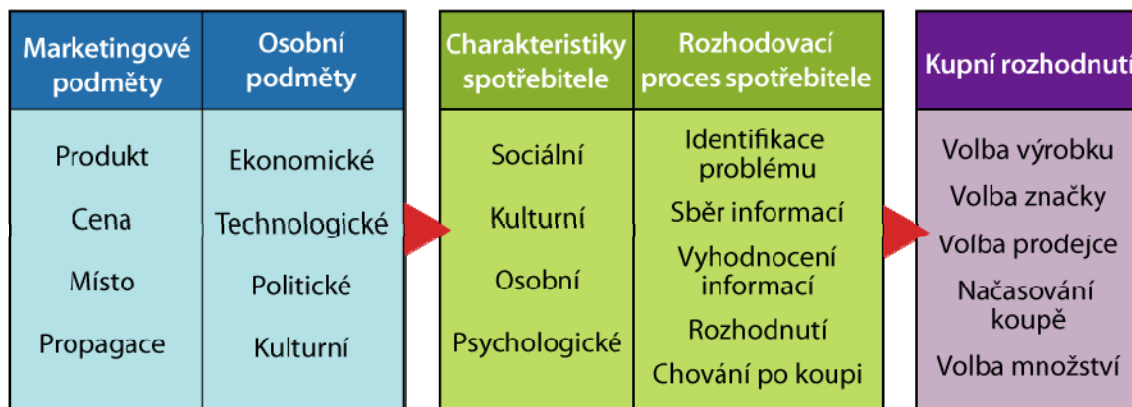 Marketingové
podměty
Produkt
Cena
Místo
Propagace
Osobní
podměty
Ekonomické
Technologické
Politické
Kulturní
Charakteristiky
spotřebitele
Sociální
Kulturní
Osobní
Psychologické
Rozhodovací
proces spotřebitele
Identifikace
problému
Sběr informací
Vyhodnocení
informací
Rozhodnutí
Chování po koupi
Kupní rozhodnutí
Volba výrobku
Volba značky
Volba prodejce
Načasování
koupě
Volba množství